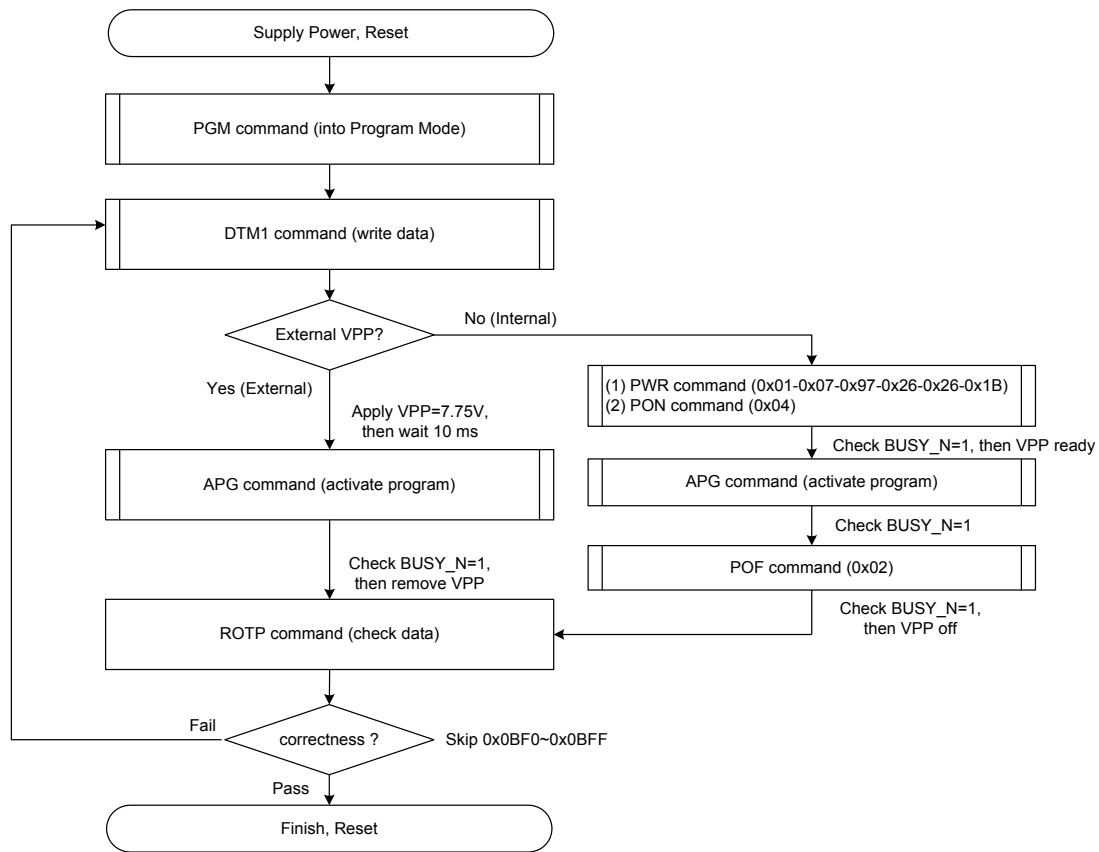 Supply Power, Reset
PGM command (into Program Mode)
DTM1 command (write data)
External VPP?
No (Internal)
Yes (External)
(1) PWR command (0x01-0x07-0x97-0x26-0x26-0x1B)
(2) PON command (0x04)
Apply VPP=7.75V,
then wait 10 ms
Check BUSY_N=1, then VPP ready
APG command (activate program)
APG command (activate program)
Check BUSY_N=1
Check BUSY_N=1,
then remove VPP
POF command (0x02)
Check BUSY_N=1,
then VPP off
ROTP command (check data)
Fail
correctness ?
Skip 0x0BF0~0x0BFF
Pass
Finish, Reset